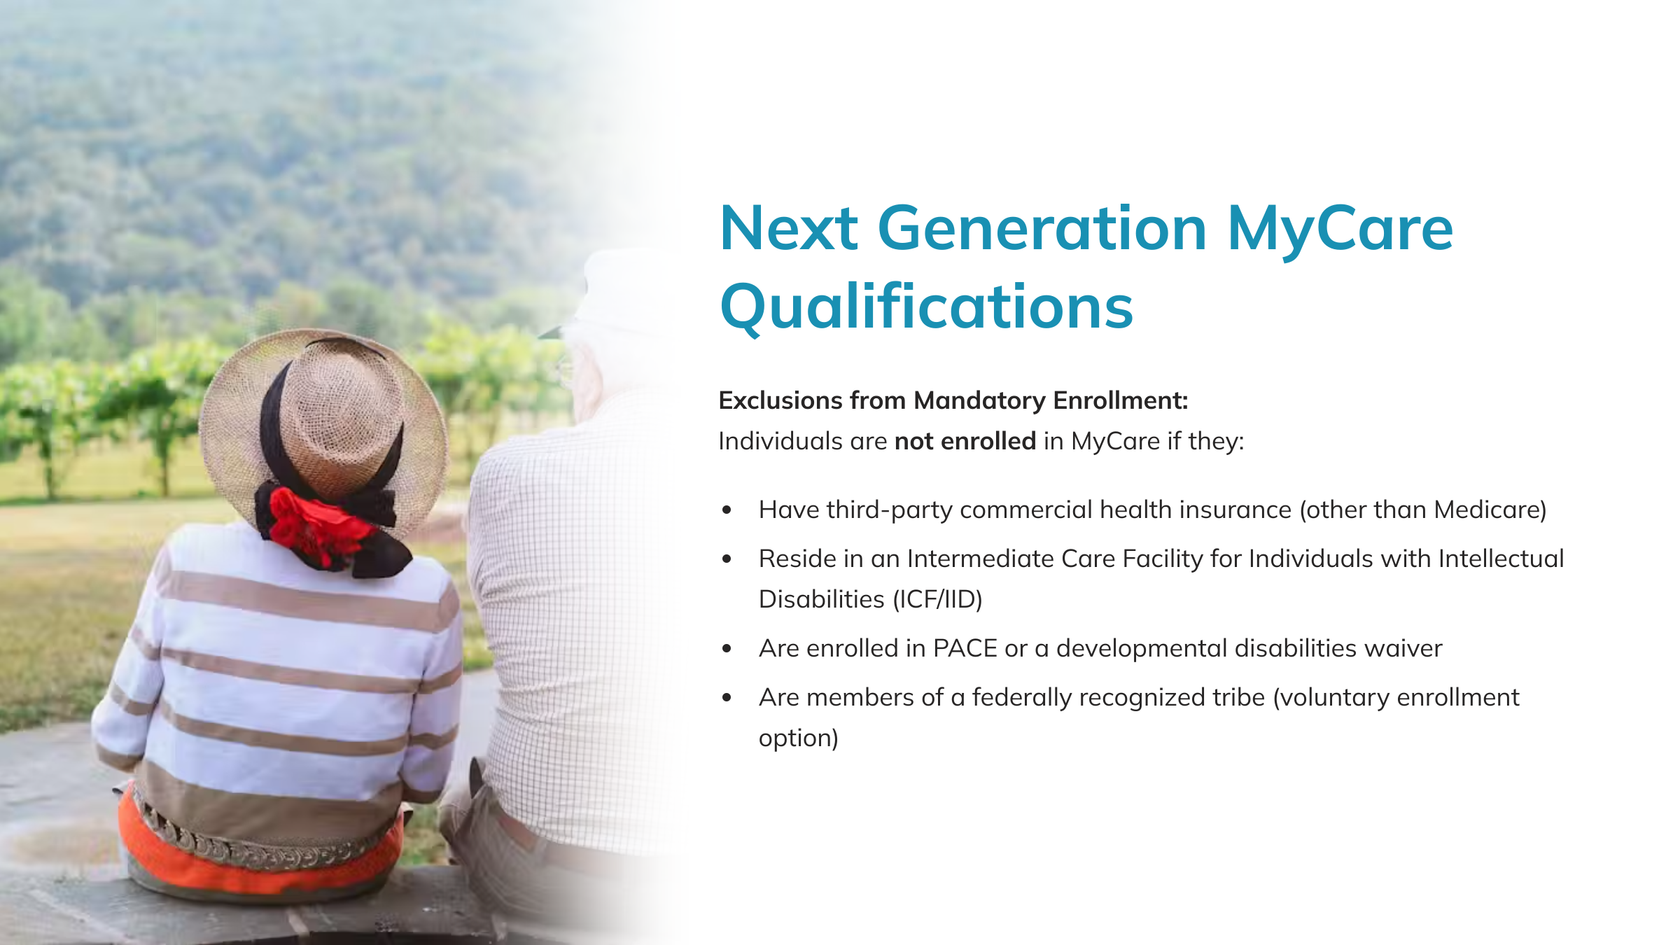 Next Generation MyCare
Qualifications
Exclusions from Mandatory Enrollment:
Individuals are not enrolled in MyCare if they:
• Have third-party commercial health insurance (other than Medicare)
• Reside in an Intermediate Care Facility for Individuals with Intellectual
Disabilities (ICF/IID)
• Are enrolled in PACE or a developmental disabilities waiver
• Are members of a federally recognized tribe (voluntary enrollment
option)